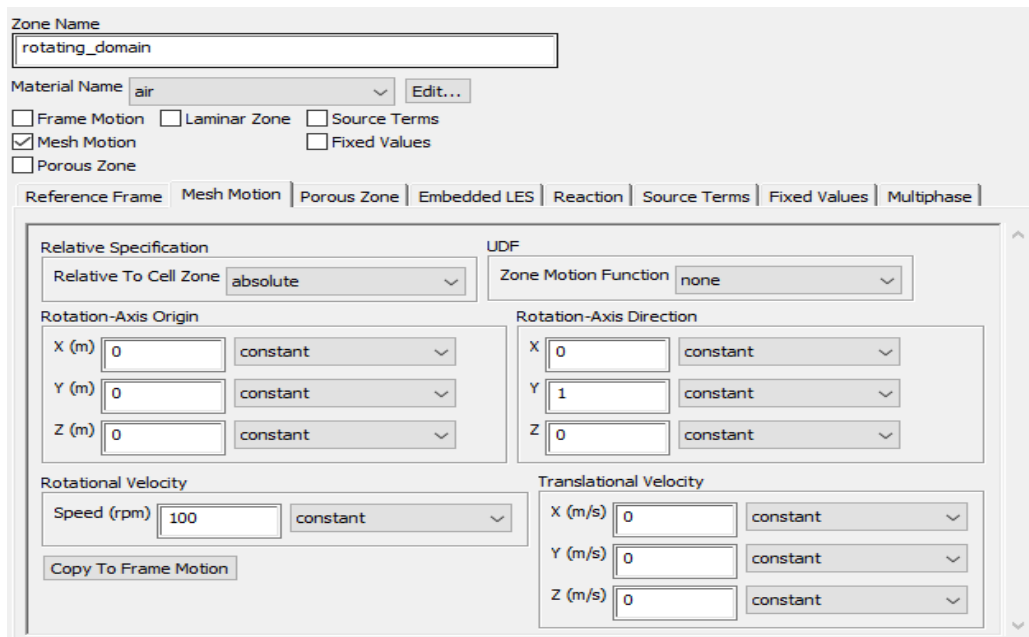 Zone Name
rotating_domain
Material Name air Edit...
Frame Motion Laminar Zone Source Terms
Mesh Motion Fixed Values
Porous Zone
Reference Frame Mesh Motion Porous Zone Embedded LES Reaction Source Terms Fixed Values Multiphase
Relative Specification UDF
Relative To Cell Zone absolute Zone Motion Function none
Rotation-Axis Origin Rotation-Axis Direction
X (m) 0 constant X 0 constant
Y (m) 0 constant Y 1 constant
Z (m) 0 constant Z 0 constant
Rotational Velocity Translational Velocity
Speed (rpm) 100 constant X (m/s) 0 constant
Copy To Frame Motion Y (m/s) 0 constant
Z (m/s) 0 constant